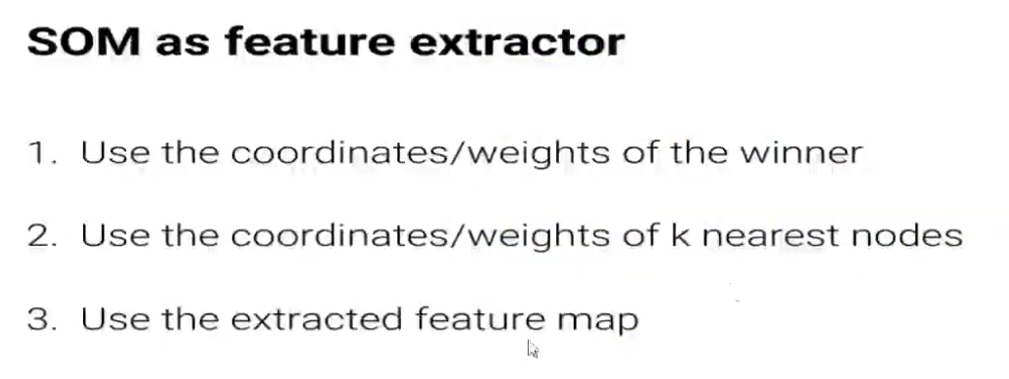 SOM as feature extractor
1. Use the coordinates/weights of the winner
2. Use the coordinates/weights of k nearest nodes
3. Use the extracted feature map